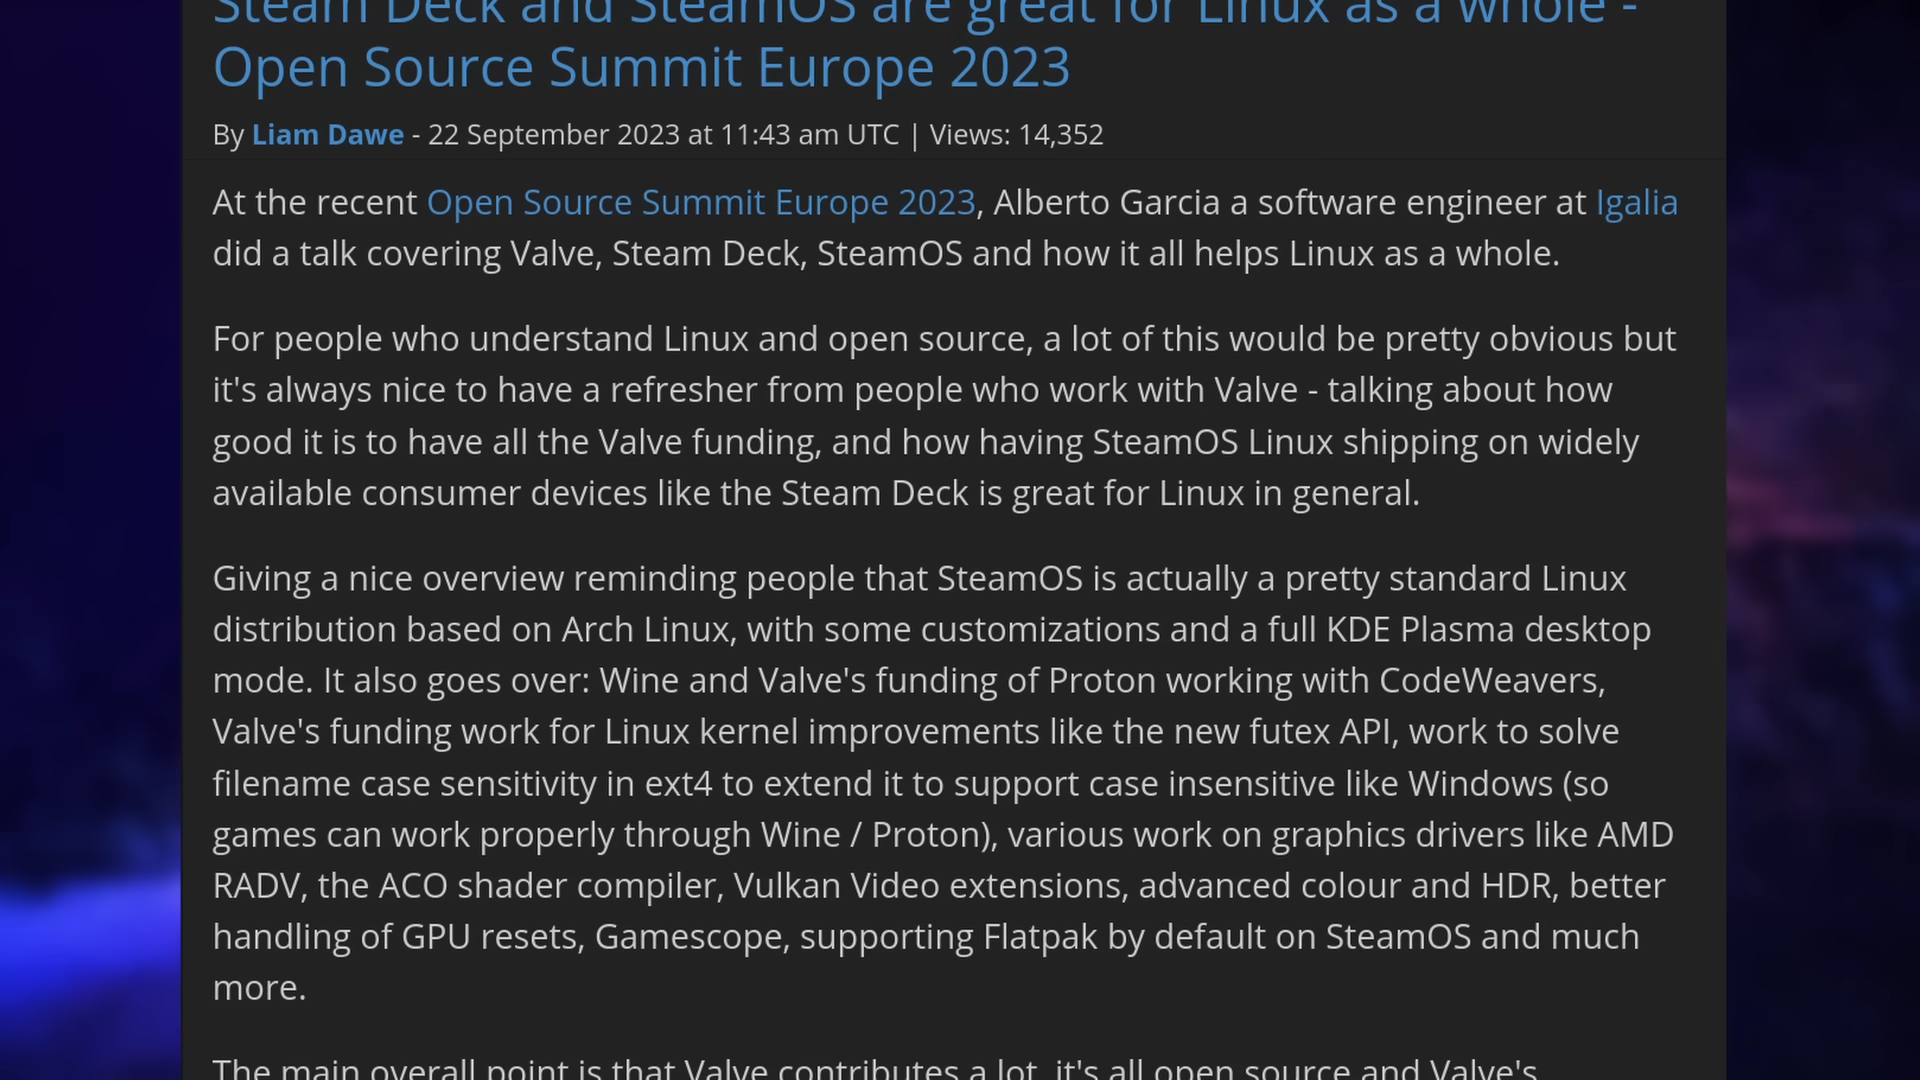 Steam Deck and SteamOS are great for Linux as a whole -
Open Source Summit Europe 2023
By Liam Dawe - 22 September 2023 at 11:43 am UTC | Views: 14,352
At the recent Open Source Summit Europe 2023, Alberto Garcia a software engineer at Igalia
did a talk covering Valve, Steam Deck, SteamOS and how it all helps Linux as a whole.
For people who understand Linux and open source, a lot of this would be pretty obvious but
it's always nice to have a refresher from people who work with Valve - talking about how
good it is to have all the Valve funding, and how having SteamOS Linux shipping on widely
available consumer devices like the Steam Deck is great for Linux in general.
Giving a nice overview reminding people that SteamOS is actually a pretty standard Linux
distribution based on Arch Linux, with some customizations and a full KDE Plasma desktop
mode. It also goes over: Wine and Valve's funding of Proton working with CodeWeavers,
Valve's funding work for Linux kernel improvements like the new futex API, work to solve
filename case sensitivity in ext4 to extend it to support case insensitive like Windows (so
games can work properly through Wine / Proton), various work on graphics drivers like AMD
RADV, the ACO shader compiler, Vulkan Video extensions, advanced colour and HDR, better
handling of GPU resets, Gamescope, supporting Flatpak by default on SteamOS and much
more.
The main overall point is that Valve contributes a lot, it's all open source and Valve's